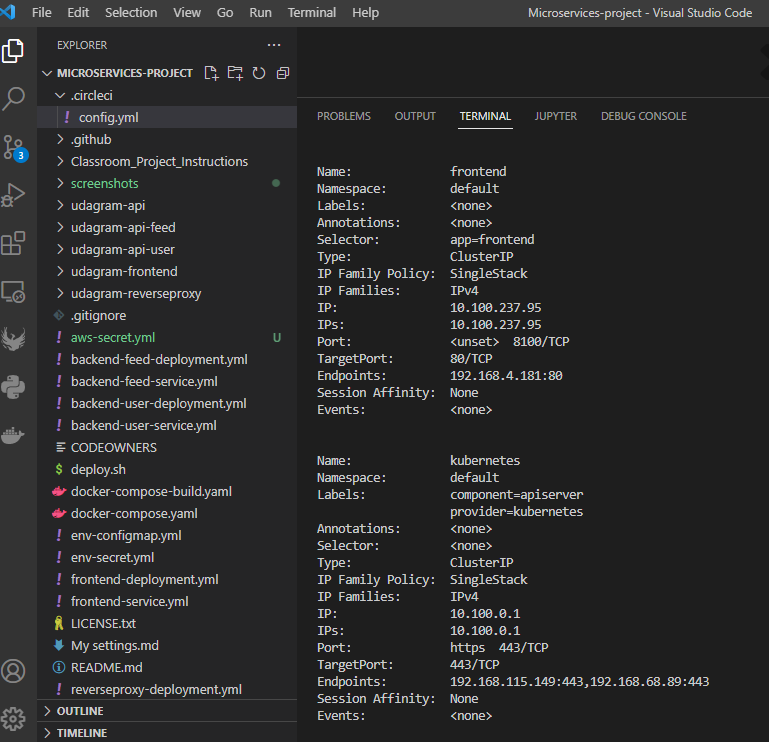 File Edit Selection View Go Run Terminal Help Microservices-project - Visual Studio Code
EXPLORER ...
MICROSERVICES-PROJECT
.circleci
! config.yml
.github
Classroom_Project_Instructions
screenshots
udagram-api
udagram-api-feed
udagram-api-user
udagram-frontend
udagram-reverseproxy
.gitignore
! aws-secret.yml U
! backend-feed-deployment.yml
! backend-feed-service.yml
! backend-user-deployment.yml
! backend-user-service.yml
CODEOWNERS
$ deploy.sh
docker-compose-build.yaml
docker-compose.yaml
! env-configmap.yml
! env-secret.yml
! frontend-deployment.yml
! frontend-service.yml
LICENSE.txt
My settings.md
README.md
! reverseproxy-deployment.yml
OUTLINE
TIMELINE
3
PROBLEMS OUTPUT TERMINAL JUPYTER DEBUG CONSOLE
Name: frontend
Namespace: default
Labels: <none>
Annotations: <none>
Selector: app=frontend
Type: ClusterIP
IP Family Policy: SingleStack
IP Families: IPv4
IP: 10.100.237.95
IPs: 10.100.237.95
Port: <unset> 8100/TCP
TargetPort: 80/TCP
Endpoints: 192.168.4.181:80
Session Affinity: None
Events: <none>
Name: kubernetes
Namespace: default
Labels: component=apiserver
provider=kubernetes
Annotations: <none>
Selector: <none>
Type: ClusterIP
IP Family Policy: SingleStack
IP Families: IPv4
IP: 10.100.0.1
IPs: 10.100.0.1
Port: https 443/TCP
TargetPort: 443/TCP
Endpoints: 192.168.115.149:443,192.168.68.89:443
Session Affinity: None
Events: <none>